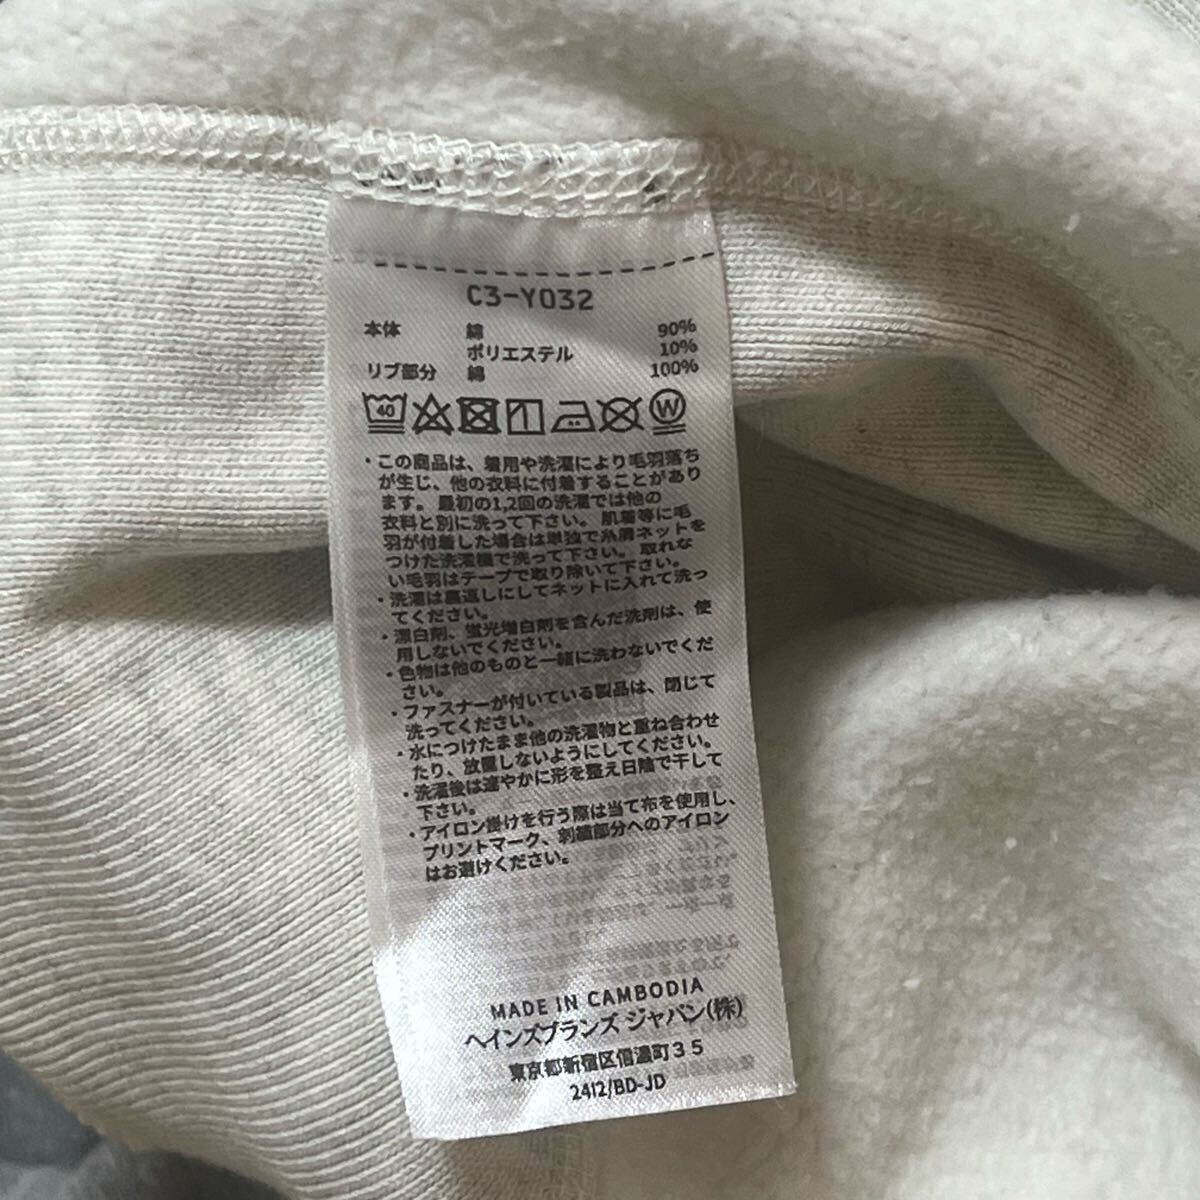 C3-Y032
本体 綿 90%
ポリエステル 10%
リブ部分 綿 100%
40 W
・この商品は、着用や洗濯により毛羽落ち
が生じ、他の衣料に付着することがあり
ます。最初の1,2回の洗濯では他の
衣料と別に洗って下さい。肌着等に毛
羽が付着した場合は単独で糸屑ネットを
つけた洗濯機で洗って下さい。取れな
い毛羽はテープで取り除いて下さい。
・洗濯は裏返しにしてネットに入れて洗っ
てください。
・漂白剤、蛍光増白剤を含んだ洗剤は、使
用しないでください。
・色物は他のものと一緒に洗わないでくだ
さい。
・ファスナーが付いている製品は、閉じて
洗ってください。
・水につけたまま他の洗濯物と重ね合わせ
たり、放置しないようにしてください。
・洗濯後は速やかに形を整え日陰で干して
下さい。
・アイロン掛けを行う際は当て布を使用し、
プリントマーク、刺繍部分へのアイロン
はお避けください。
MADE IN CAMBODIA
ヘインズブランズ ジャパン(株)
東京都新宿区信濃町35
2412/BD-JD